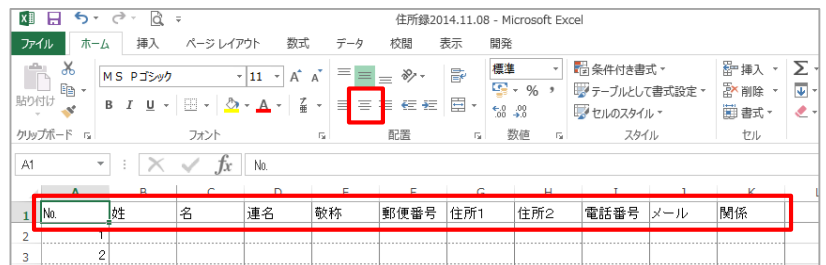 住所録2014.11.08 - Microsoft Excel
ファイル ホーム 挿入 ページ レイアウト 数式 データ 校閲 表示 開発
ＭＳ Ｐゴシック 11 A A 標準 条件付き書式 挿入 Σ
貼り付け B I U A % , テーブルとして書式設定 削除
セルのスタイル 書式
クリップボード フォント 配置 数値 スタイル セル
A1 fx №
A B C D E F G H I J K L
1 № 姓 名 連名 敬称 郵便番号 住所1 住所2 電話番号 メール 関係
2 1
3 2